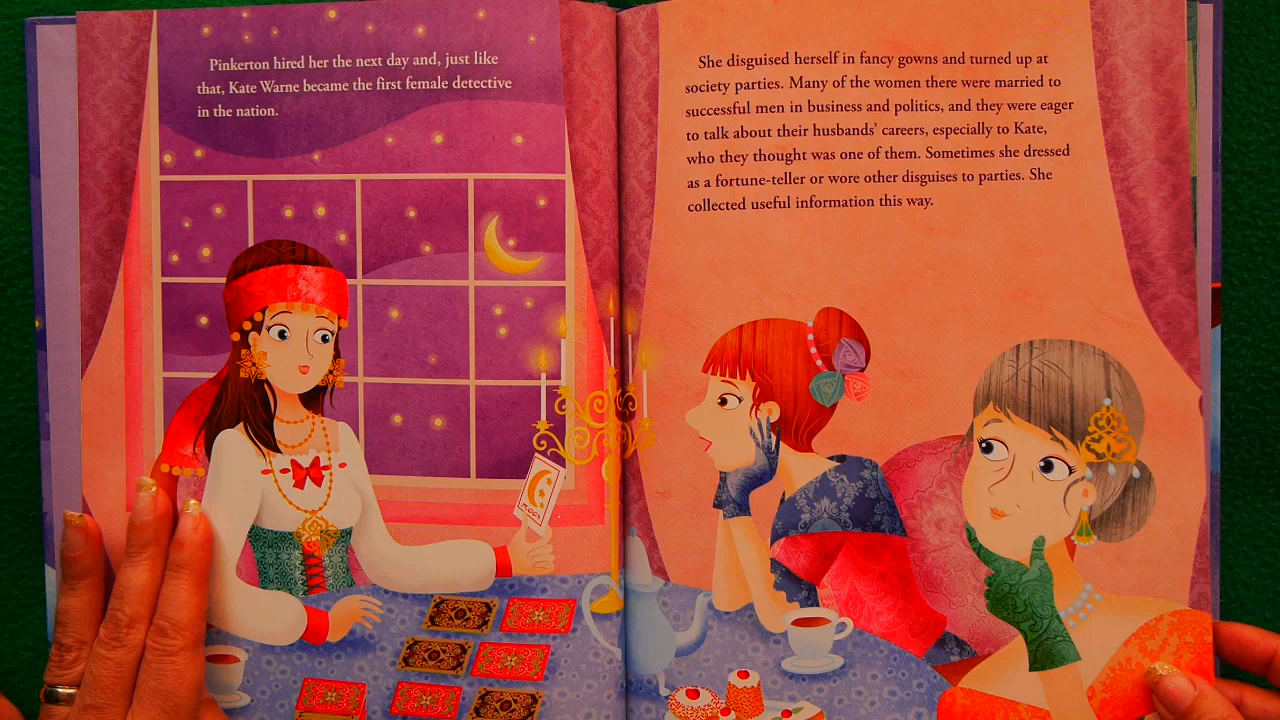 Pinkerton hired her the next day and, just like
that, Kate Warne became the first female detective
in the nation.
She disguised herself in fancy gowns and turned up at
society parties. Many of the women there were married to
successful men in business and politics, and they were eager
to talk about their husbands’ careers, especially to Kate,
who they thought was one of them. Sometimes she dressed
as a fortune-teller or wore other disguises to parties. She
collected useful information this way.
MOON